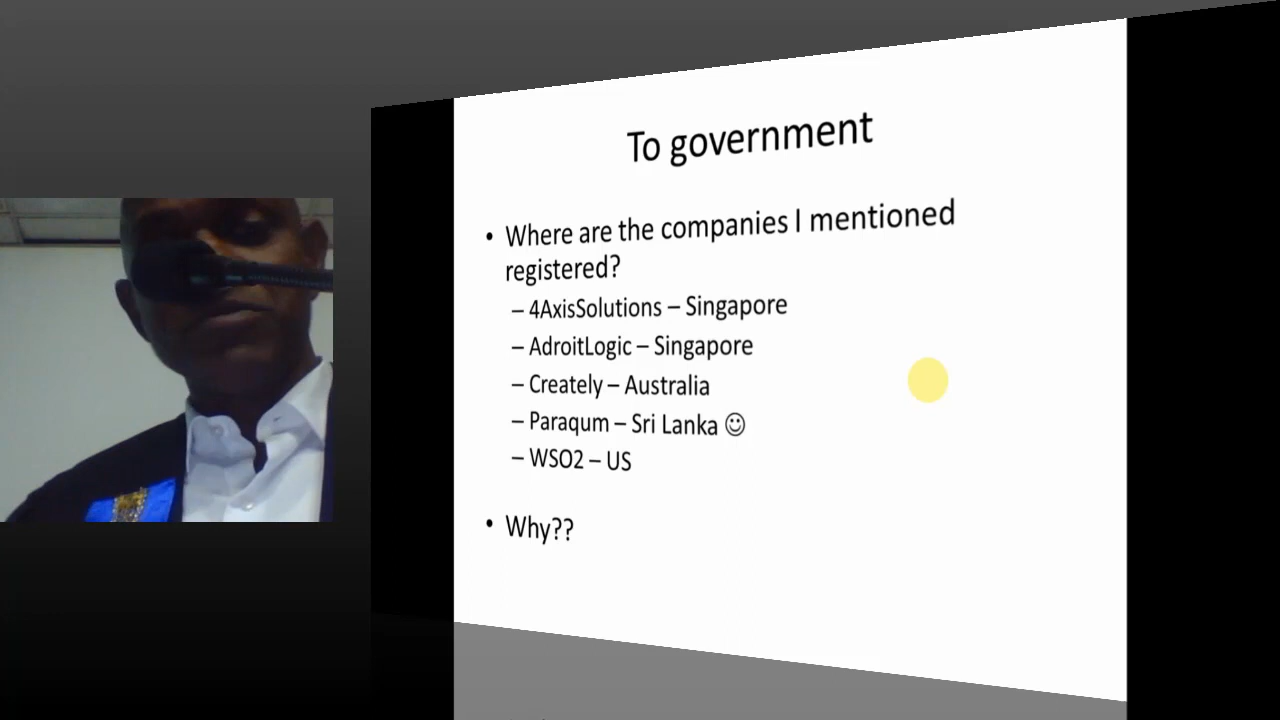 To government
• Where are the companies I mentioned
registered?
– 4AxisSolutions – Singapore
– AdroitLogic – Singapore
– Creately – Australia
– Paraqum – Sri Lanka ☺
– WSO2 – US
• Why??